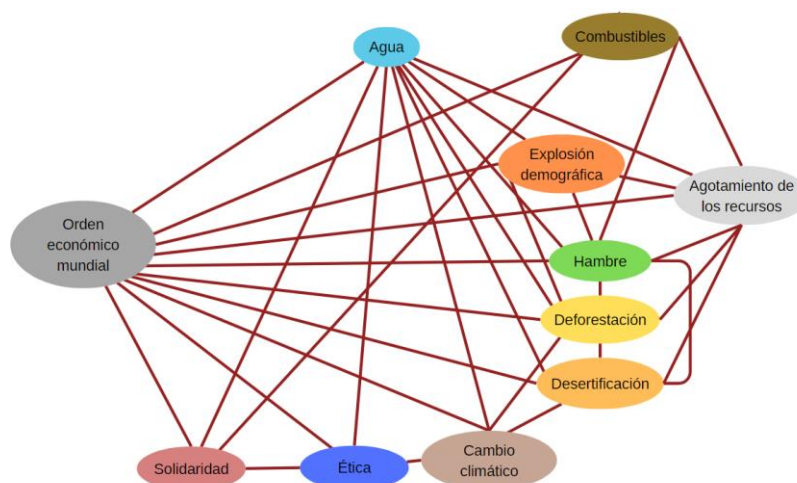 Combustibles
Agua
Explosión
demográfica
Agotamiento de
los recursos
Orden
económico
mundial
Hambre
Deforestación
Desertificación
Solidaridad
Ética
Cambio
climático